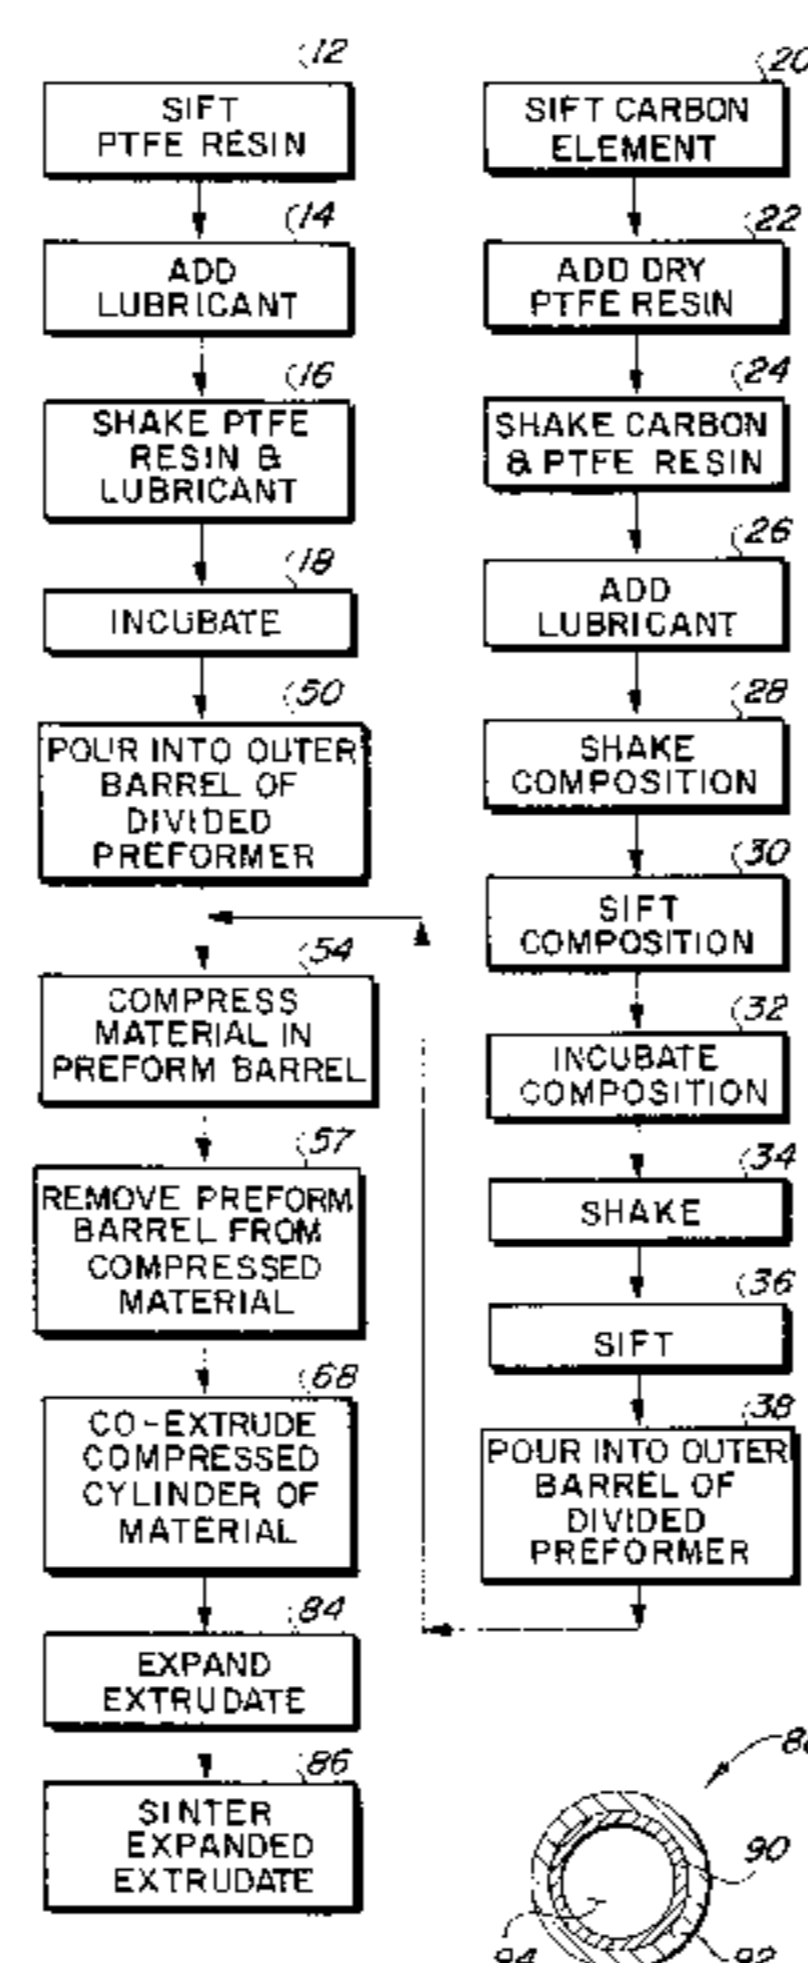 12
SIFT
PTFE RESIN
14
ADD
LUBRICANT
16
SHAKE PTFE
RESIN &
LUBRICANT
18
INCUBATE
50
POUR INTO OUTER
BARREL OF
DIVIDED
PREFORMER
54
COMPRESS
MATERIAL IN
PREFORM BARREL
57
REMOVE PREFORM
BARREL FROM
COMPRESSED
MATERIAL
68
CO-EXTRUDE
COMPRESSED
CYLINDER OF
MATERIAL
84
EXPAND
EXTRUDATE
86
SINTER
EXPANDED
EXTRUDATE
20
SIFT CARBON
ELEMENT
22
ADD DRY
PTFE RESIN
24
SHAKE CARBON
& PTFE RESIN
26
ADD
LUBRICANT
28
SHAKE
COMPOSITION
30
SIFT
COMPOSITION
32
INCUBATE
COMPOSITION
34
SHAKE
36
SIFT
38
POUR INTO OUTER
BARREL OF
DIVIDED
PREFORMER
90
94
92